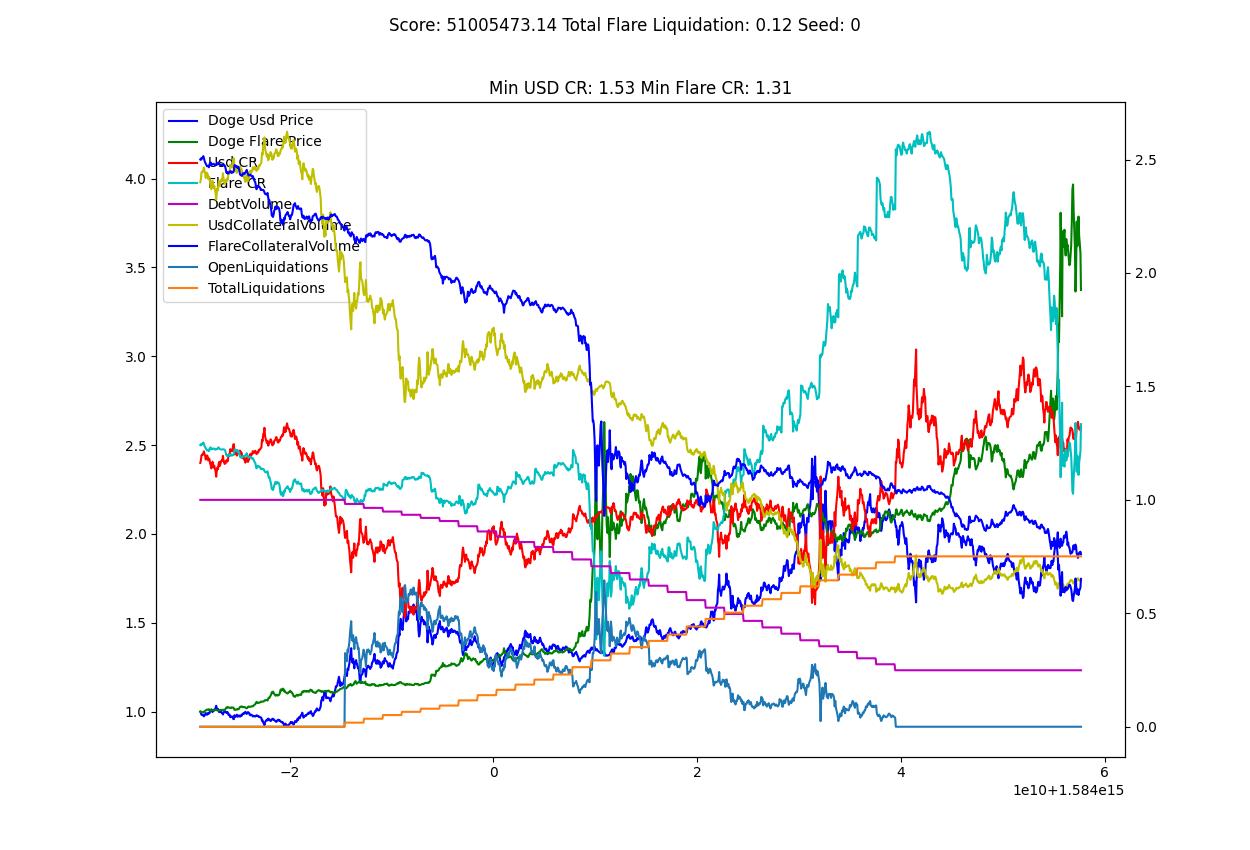 Score: 51005473.14 Total Flare Liquidation: 0.12 Seed: 0
Min USD CR: 1.53 Min Flare CR: 1.31
Doge Usd Price
Doge Flare Price
Usd CR
Flare CR
DebtVolume
UsdCollateralVolume
FlareCollateralVolume
OpenLiquidations
TotalLiquidations
4.0
3.5
3.0
2.5
2.0
1.5
1.0
2.5
2.0
1.5
1.0
0.5
0.0
−2 0 2 4 6
1e10+1.584e15